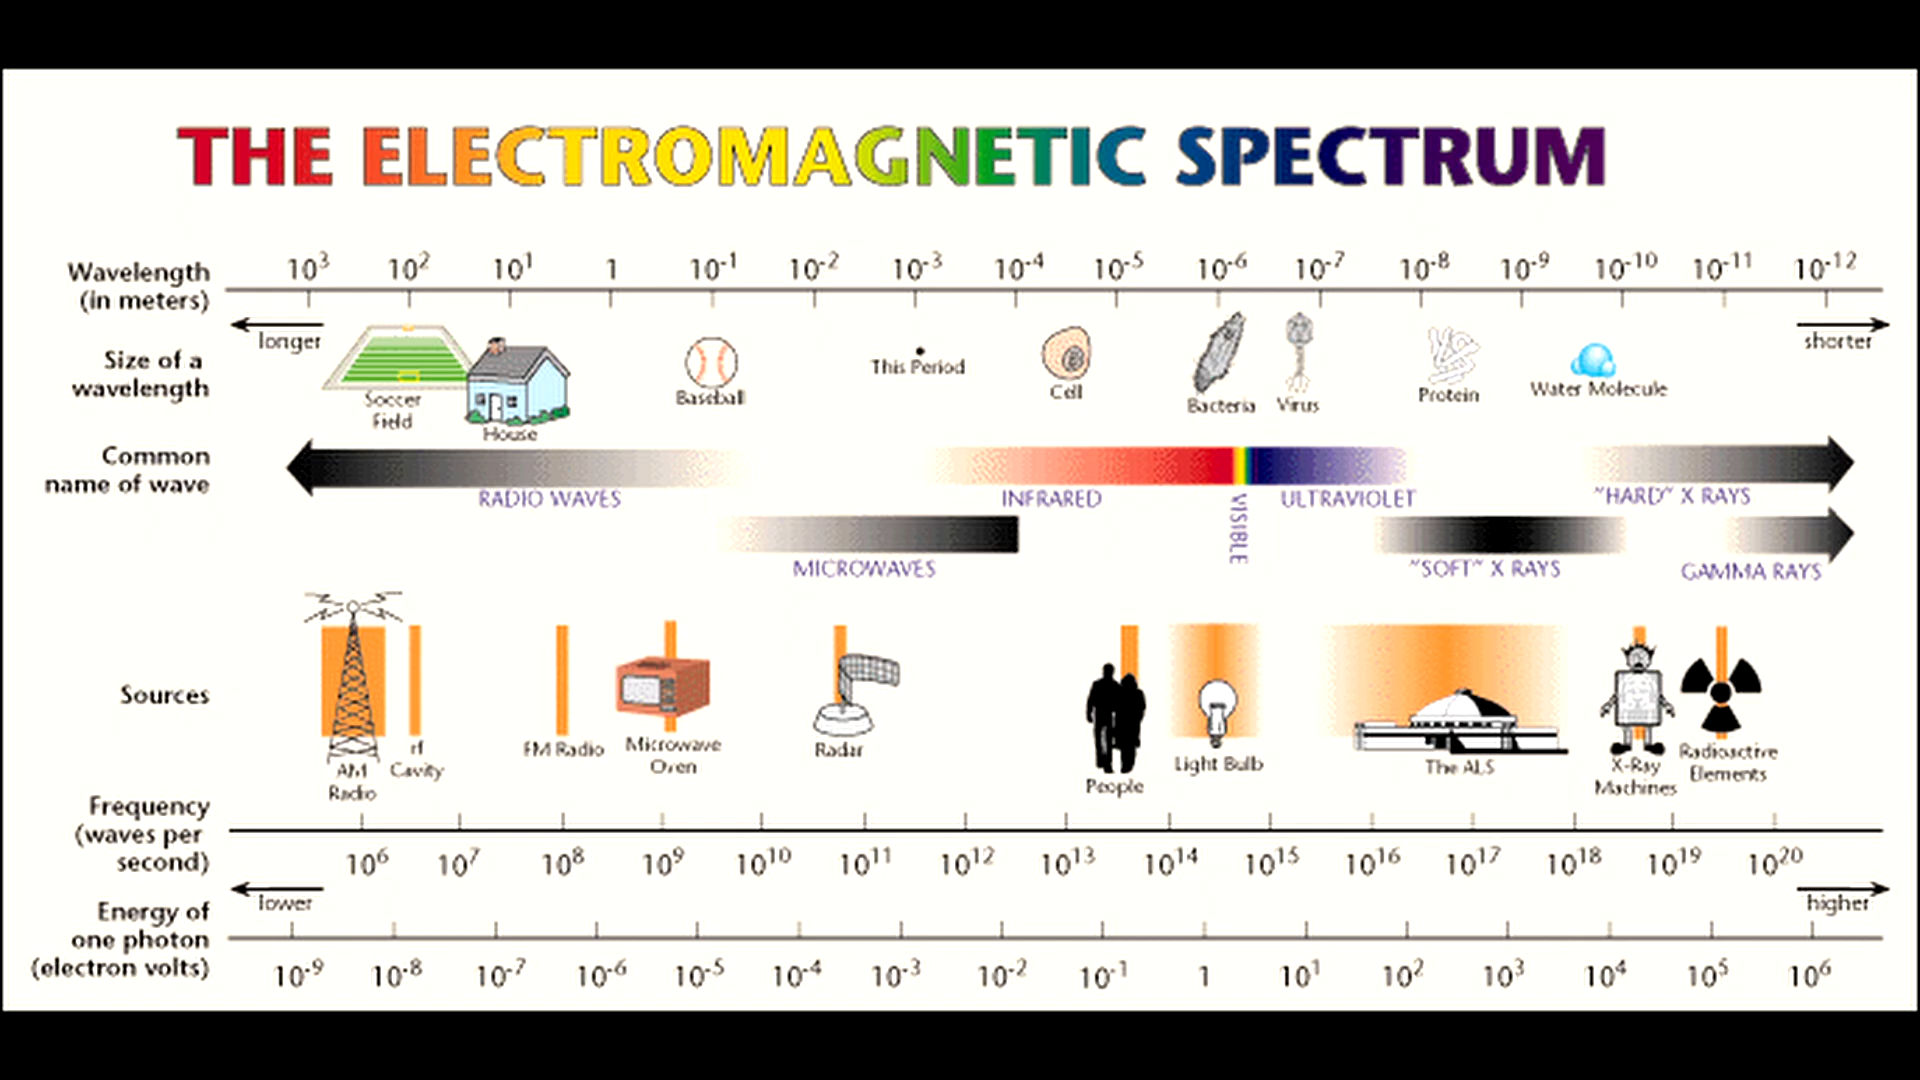 THE ELECTROMAGNETIC SPECTRUM
Wavelength
(in meters)
10³ 10² 10¹ 1 10⁻¹ 10⁻² 10⁻³ 10⁻⁴ 10⁻⁵ 10⁻⁶ 10⁻⁷ 10⁻⁸ 10⁻⁹ 10⁻¹⁰ 10⁻¹¹ 10⁻¹²
longer
shorter
Size of a
wavelength
Soccer
Field
House
Baseball
This Period
Cell
Bacteria
Virus
Protein
Water Molecule
Common
name of wave
RADIO WAVES
INFRARED
VISIBLE
ULTRAVIOLET
"HARD" X RAYS
MICROWAVES
"SOFT" X RAYS
GAMMA RAYS
Sources
AM
Radio
rf
Cavity
FM Radio
Microwave
Oven
Radar
People
Light Bulb
The ALS
X-Ray
Machines
Radioactive
Elements
Frequency
(waves per
second)
10⁶ 10⁷ 10⁸ 10⁹ 10¹⁰ 10¹¹ 10¹² 10¹³ 10¹⁴ 10¹⁵ 10¹⁶ 10¹⁷ 10¹⁸ 10¹⁹ 10²⁰
lower
higher
Energy of
one photon
(electron volts)
10⁻⁹ 10⁻⁸ 10⁻⁷ 10⁻⁶ 10⁻⁵ 10⁻⁴ 10⁻³ 10⁻² 10⁻¹ 1 10¹ 10² 10³ 10⁴ 10⁵ 10⁶